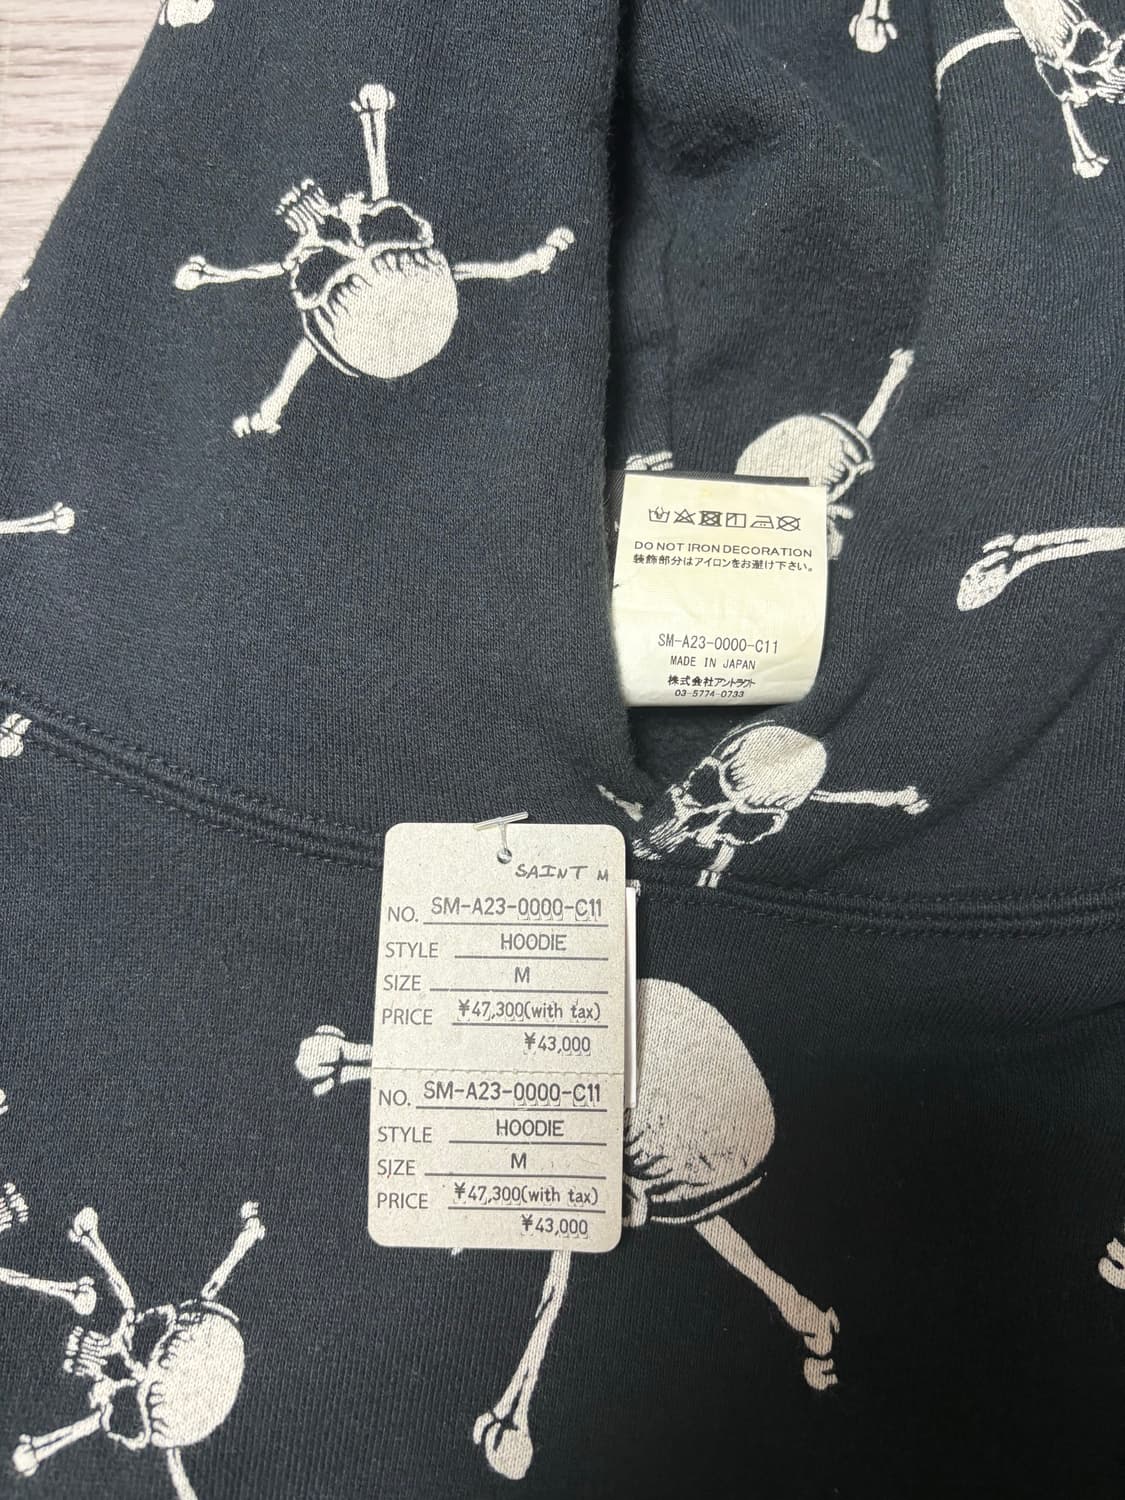 DO NOT IRON DECORATION
装飾部分はアイロンをお避け下さい。
SM-A23-0000-C11
MADE IN JAPAN
株式会社アントラクト
03-5774-0733
SAINT M
NO. SM-A23-0000-C11
STYLE HOODIE
SIZE M
PRICE ¥47,300(with tax)
¥43,000
NO. SM-A23-0000-C11
STYLE HOODIE
SIZE M
PRICE ¥47,300(with tax)
¥43,000